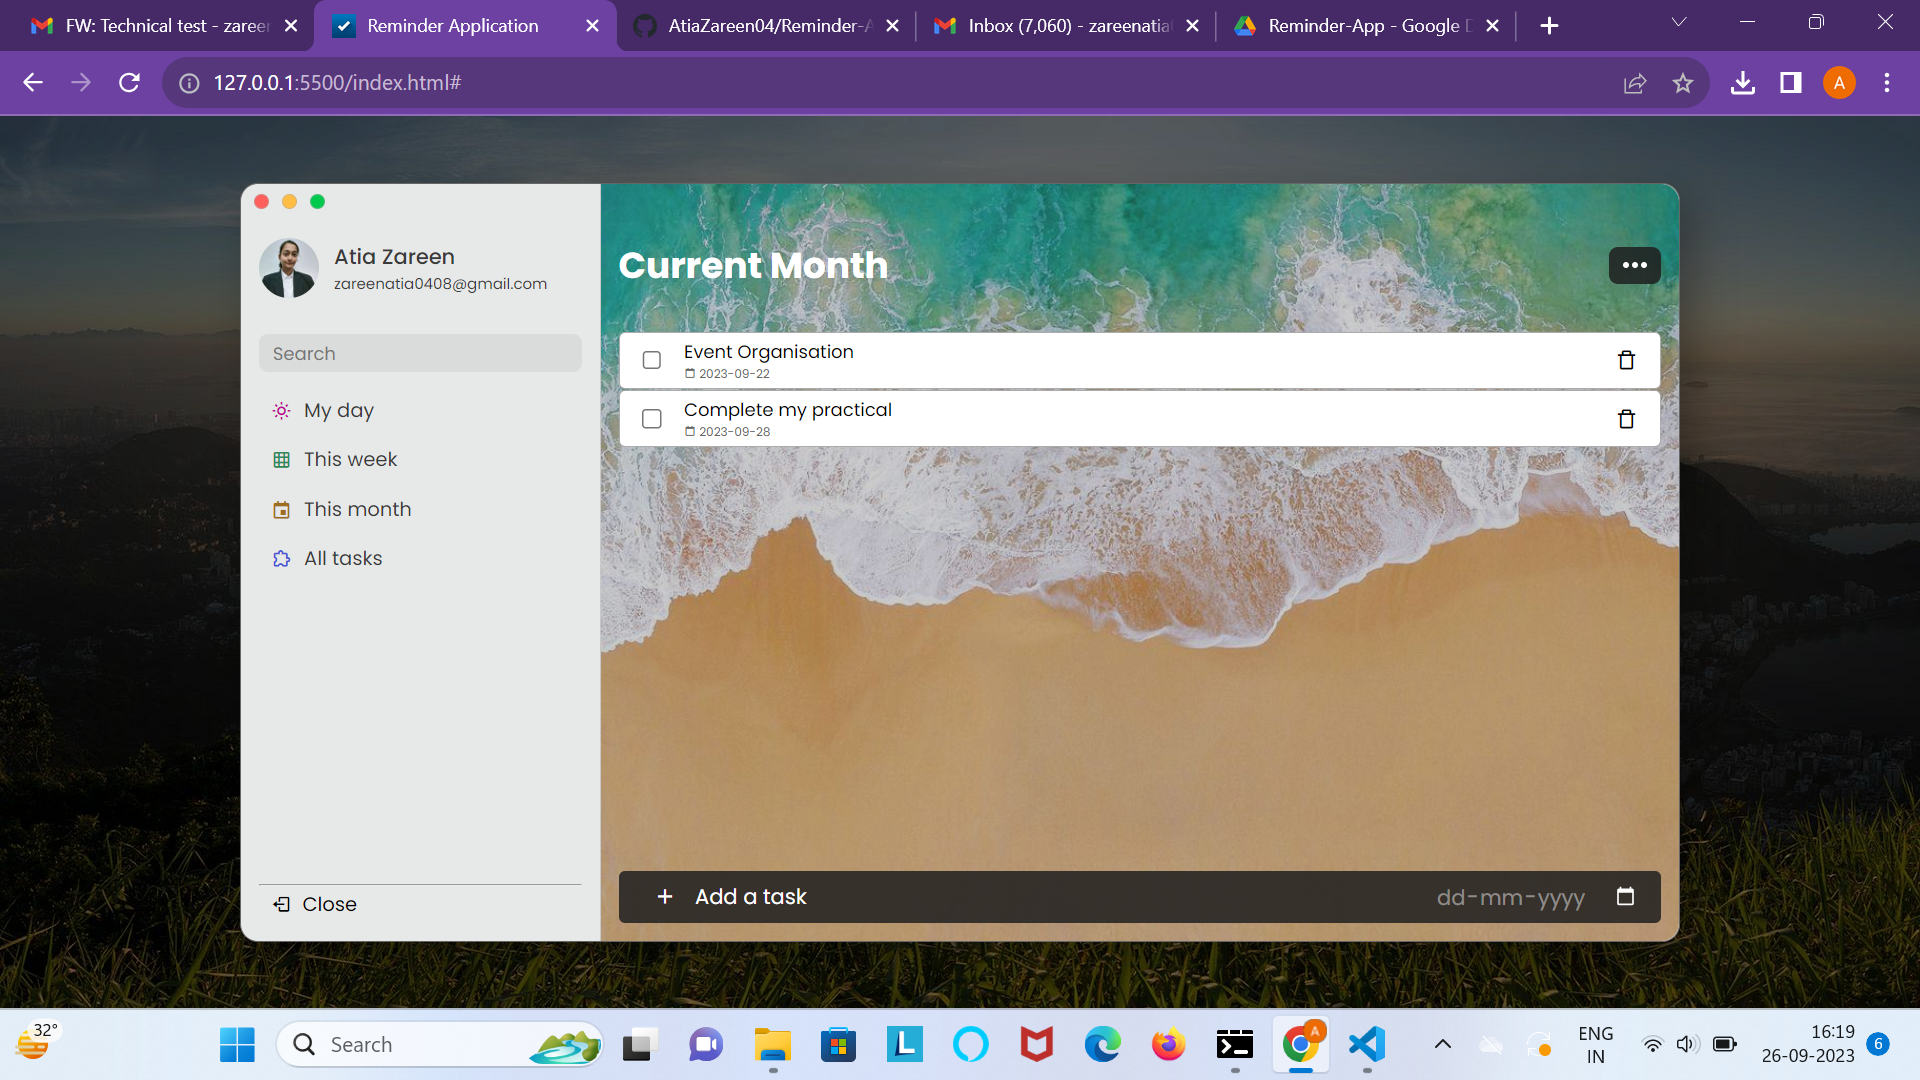 FW: Technical test - zareen
Reminder Application
AtiaZareen04/Reminder-A
Inbox (7,060) - zareenatia
Reminder-App - Google D
127.0.0.1:5500/index.html#
A
Atia Zareen
zareenatia0408@gmail.com
Search
My day
This week
This month
All tasks
Close
Current Month
Event Organisation
2023-09-22
Complete my practical
2023-09-28
Add a task
dd-mm-yyyy
32°
Search
L
A
ENG
IN
16:19
26-09-2023
6